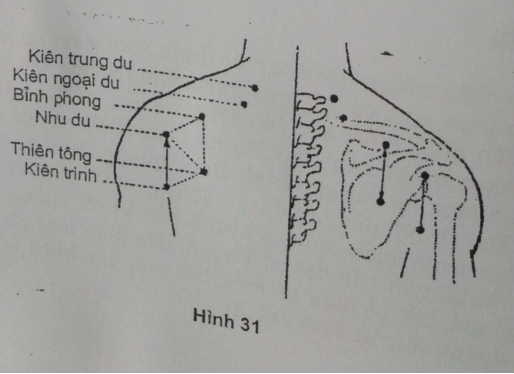 Kiên trung du
Kiên ngoại du
Bỉnh phong
Nhu du
Thiên tông
Kiên trinh
Hình 31